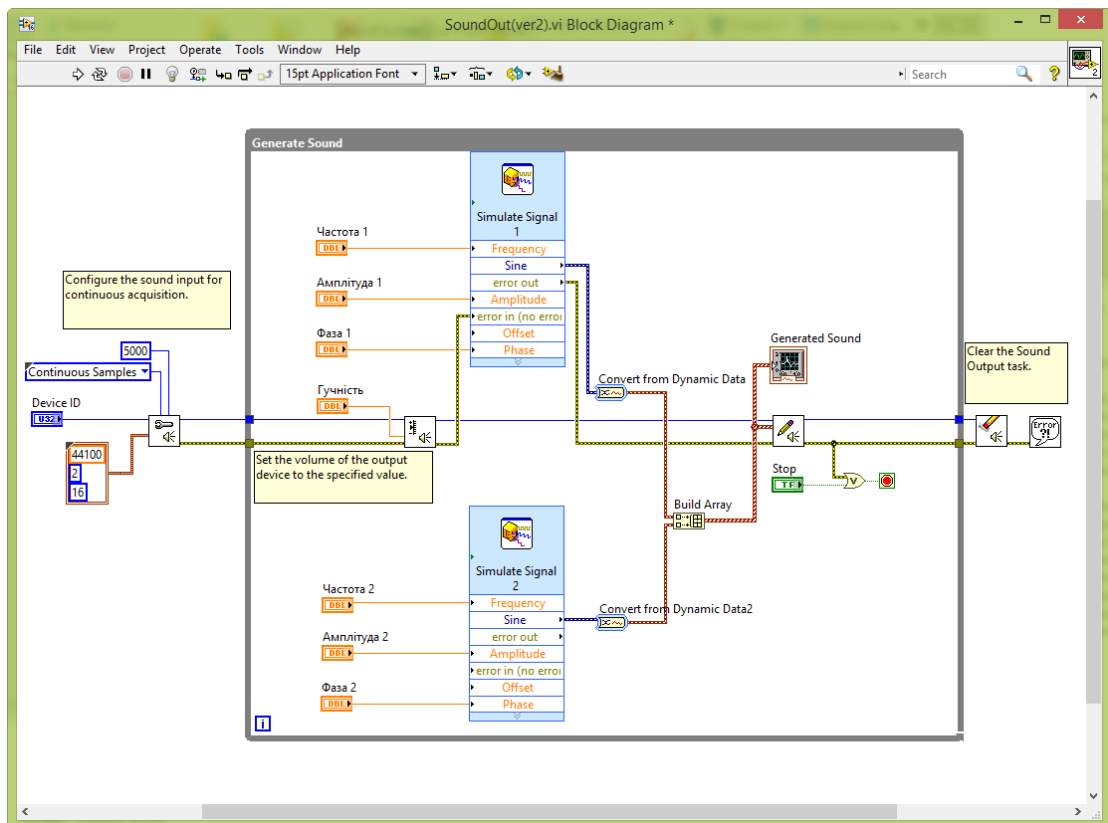 SoundOut(ver2).vi Block Diagram *
File Edit View Project Operate Tools Window Help
15pt Application Font
Search
2
Generate Sound
Simulate Signal
1
Частота 1
DBL
Frequency
Sine
error out
Амплітуда 1
DBL
Amplitude
error in (no error
Фаза 1
DBL
Offset
Phase
Configure the sound input for
continuous acquisition.
5000
Continuous Samples
Device ID
U32
44100
2
16
Гучність
DBL
Set the volume of the output
device to the specified value.
Convert from Dynamic Data
Generated Sound
Clear the Sound
Output task.
Error
?!
Stop
TF
V
Build Array
Simulate Signal
2
Частота 2
DBL
Frequency
Sine
error out
Амплітуда 2
DBL
Amplitude
error in (no error
Фаза 2
DBL
Offset
Phase
Convert from Dynamic Data2
i